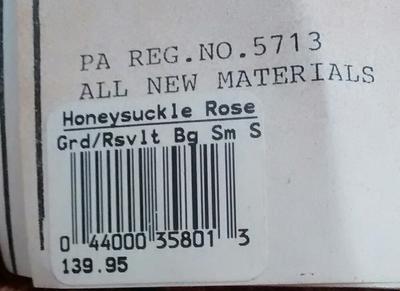 PA REG.NO.5713
ALL NEW MATERIALS
Honeysuckle Rose
Grd/Rsvlt Bg Sm S
0 44000 35801 3
139.95